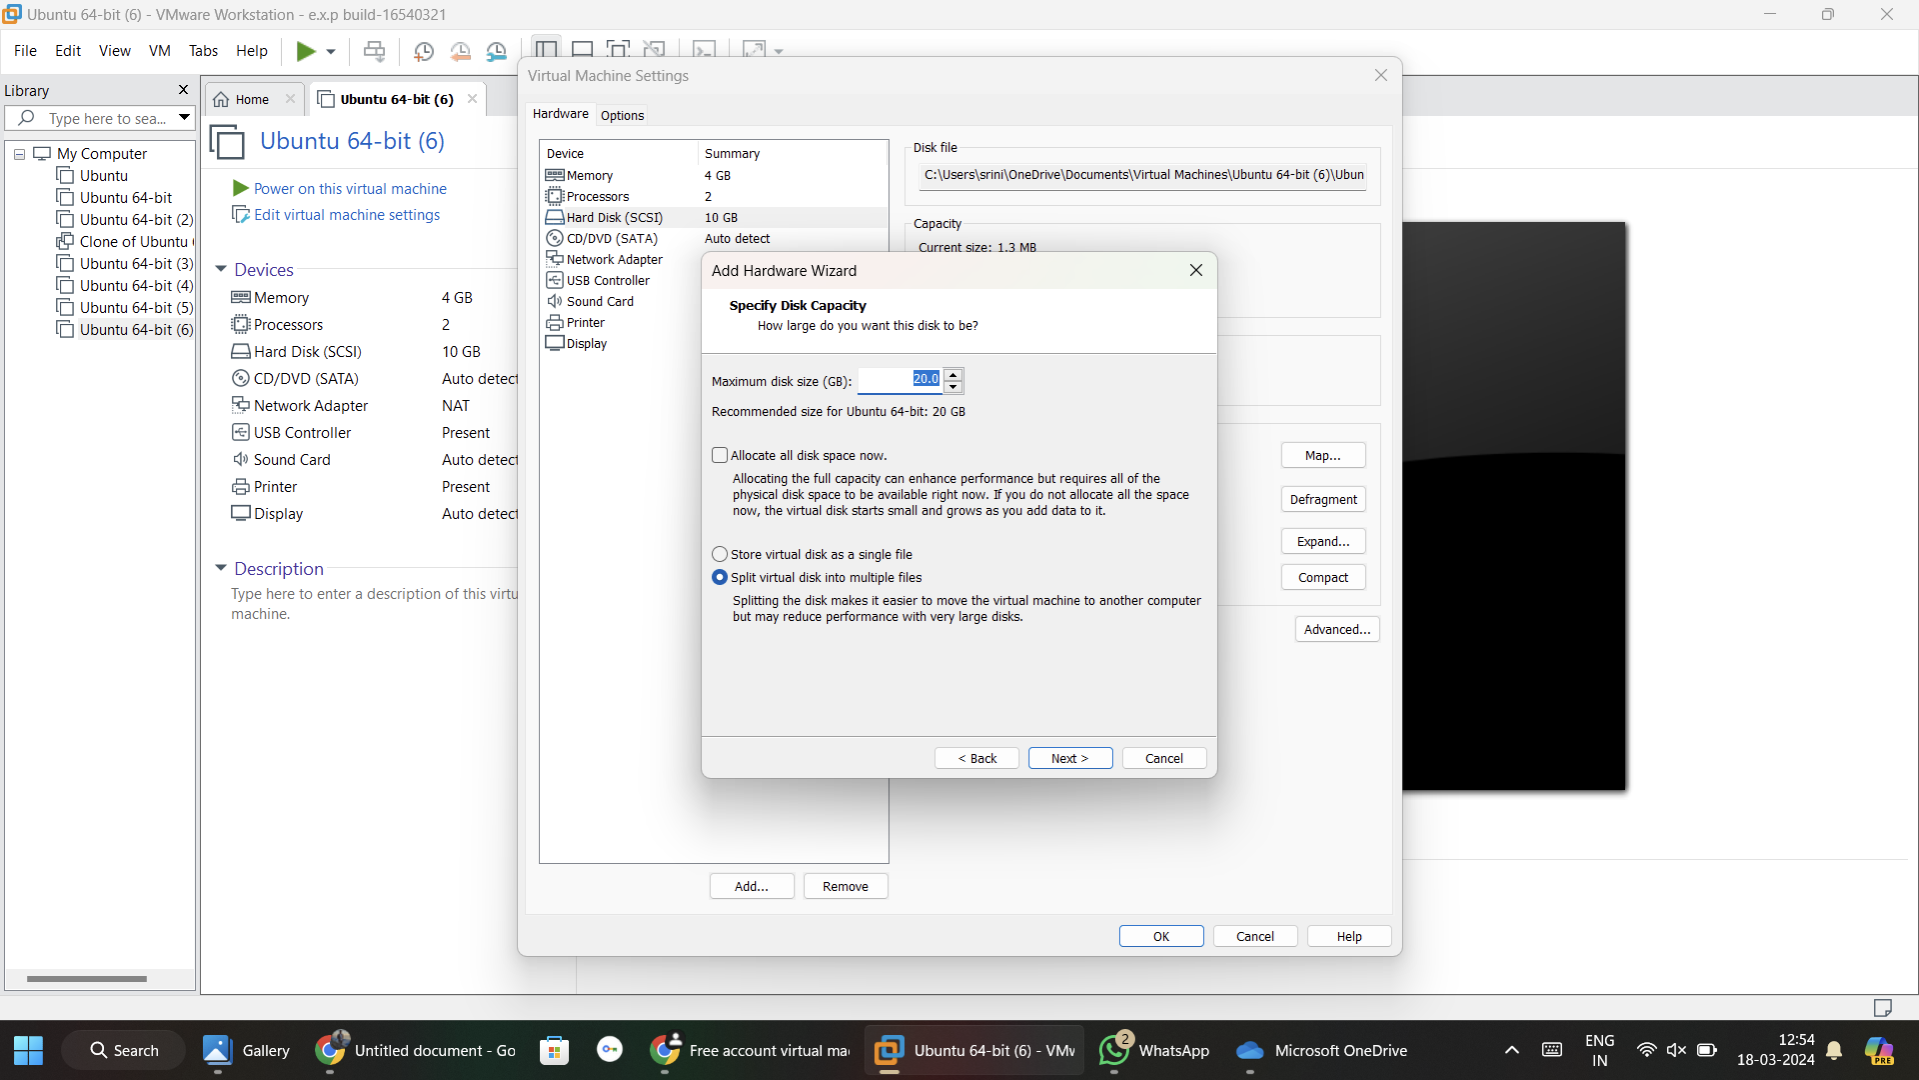 Ubuntu 64-bit (6) - VMware Workstation - e.x.p build-16540321
File Edit View VM Tabs Help
Library
Type here to sea...
My Computer
Ubuntu
Ubuntu 64-bit
Ubuntu 64-bit (2)
Clone of Ubuntu
Ubuntu 64-bit (3)
Ubuntu 64-bit (4)
Ubuntu 64-bit (5)
Ubuntu 64-bit (6)
Home
Ubuntu 64-bit (6)
Ubuntu 64-bit (6)
Power on this virtual machine
Edit virtual machine settings
Devices
Memory 4 GB
Processors 2
Hard Disk (SCSI) 10 GB
CD/DVD (SATA) Auto detect
Network Adapter NAT
USB Controller Present
Sound Card Auto detect
Printer Present
Display Auto detect
Description
Type here to enter a description of this virtu
machine.
Virtual Machine Settings
Hardware Options
Device Summary
Memory 4 GB
Processors 2
Hard Disk (SCSI) 10 GB
CD/DVD (SATA) Auto detect
Network Adapter
USB Controller
Sound Card
Printer
Display
Add... Remove
Disk file
C:\Users\srini\OneDrive\Documents\Virtual Machines\Ubuntu 64-bit (6)\Ubun
Capacity
Current size: 1.3 MB
Map...
Defragment
Expand...
Compact
Advanced...
OK Cancel Help
Add Hardware Wizard
Specify Disk Capacity
How large do you want this disk to be?
Maximum disk size (GB): 20.0
Recommended size for Ubuntu 64-bit: 20 GB
Allocate all disk space now.
Allocating the full capacity can enhance performance but requires all of the
physical disk space to be available right now. If you do not allocate all the space
now, the virtual disk starts small and grows as you add data to it.
Store virtual disk as a single file
Split virtual disk into multiple files
Splitting the disk makes it easier to move the virtual machine to another computer
but may reduce performance with very large disks.
< Back Next > Cancel
Search
Gallery
Untitled document - Go
Free account virtual ma
Ubuntu 64-bit (6) - VMw
2
WhatsApp
Microsoft OneDrive
ENG
IN
12:54
18-03-2024
PRE